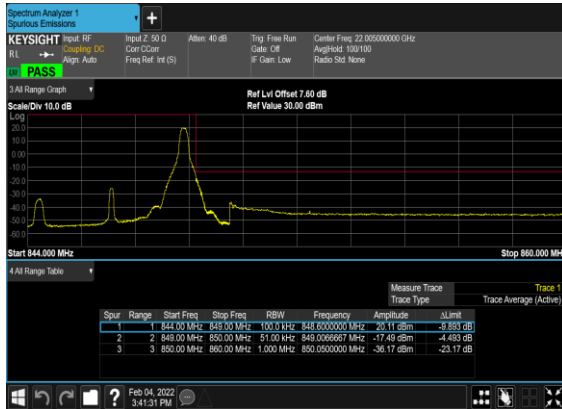 Spectrum Analyzer 1
Spurious Emissions
KEYSIGHT Input: RF Input Z: 50 Ω Atten: 40 dB Trig: Free Run Center Freq: 22.005000000 GHz
RL Coupling: DC Corr CCorr Gate: Off Avg|Hold: 100/100
Align: Auto Freq Ref: Int (S) IF Gain: Low Radio Std: None
PASS
3 All Range Graph
Ref Lvl Offset 7.60 dB
Scale/Div 10.0 dB Ref Value 30.00 dBm
Log
20.0
10.0
0.00
-10.0
-20.0
-30.0
-40.0
-50.0
-60.0
Start 844.000 MHz Stop 860.000 MHz
4 All Range Table
Measure Trace Trace 1
Trace Type Trace Average (Active)
Spur Range Start Freq Stop Freq RBW Frequency Amplitude ΔLimit
1 1 844.00 MHz 849.00 MHz 100.0 kHz 848.6000000 MHz 20.11 dBm -9.893 dB
2 2 849.00 MHz 850.00 MHz 51.00 kHz 849.0066667 MHz -17.49 dBm -4.493 dB
3 3 850.00 MHz 860.00 MHz 1.000 MHz 850.0500000 MHz -36.17 dBm -23.17 dB
? Feb 04, 2022
3:41:31 PM